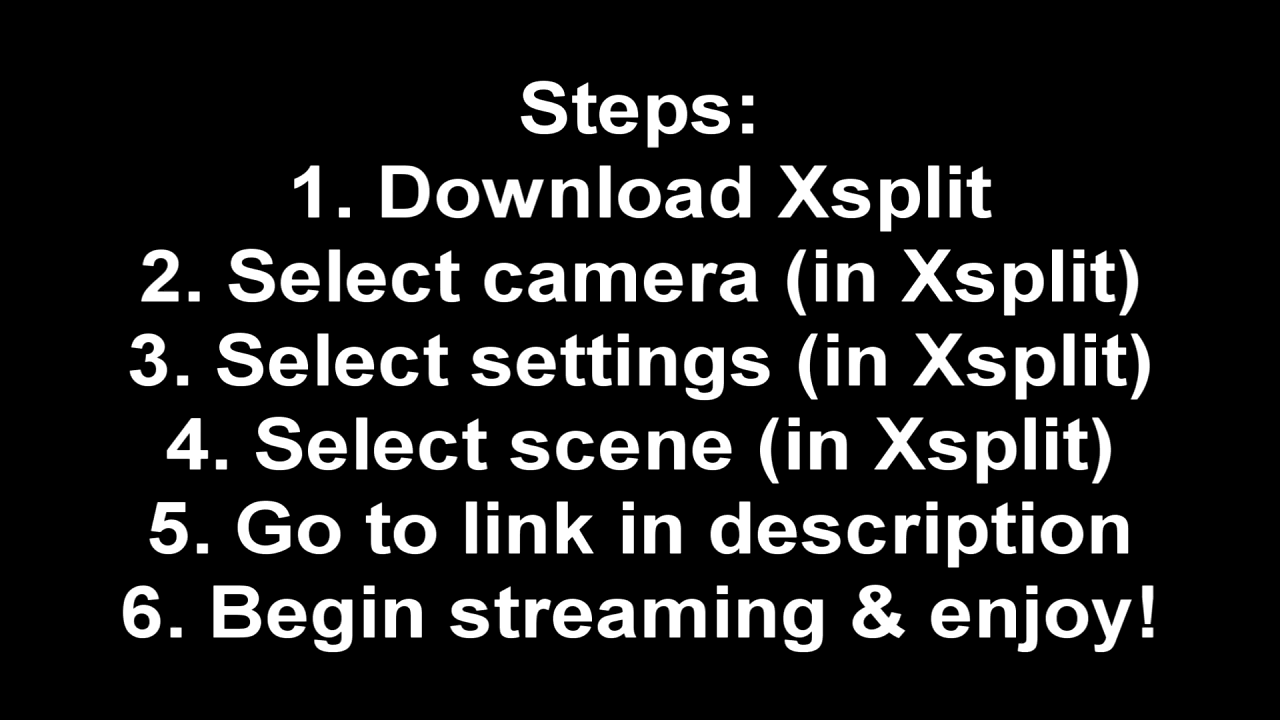 Steps:
1. Download Xsplit
2. Select camera (in Xsplit)
3. Select settings (in Xsplit)
4. Select scene (in Xsplit)
5. Go to link in description
6. Begin streaming & enjoy!